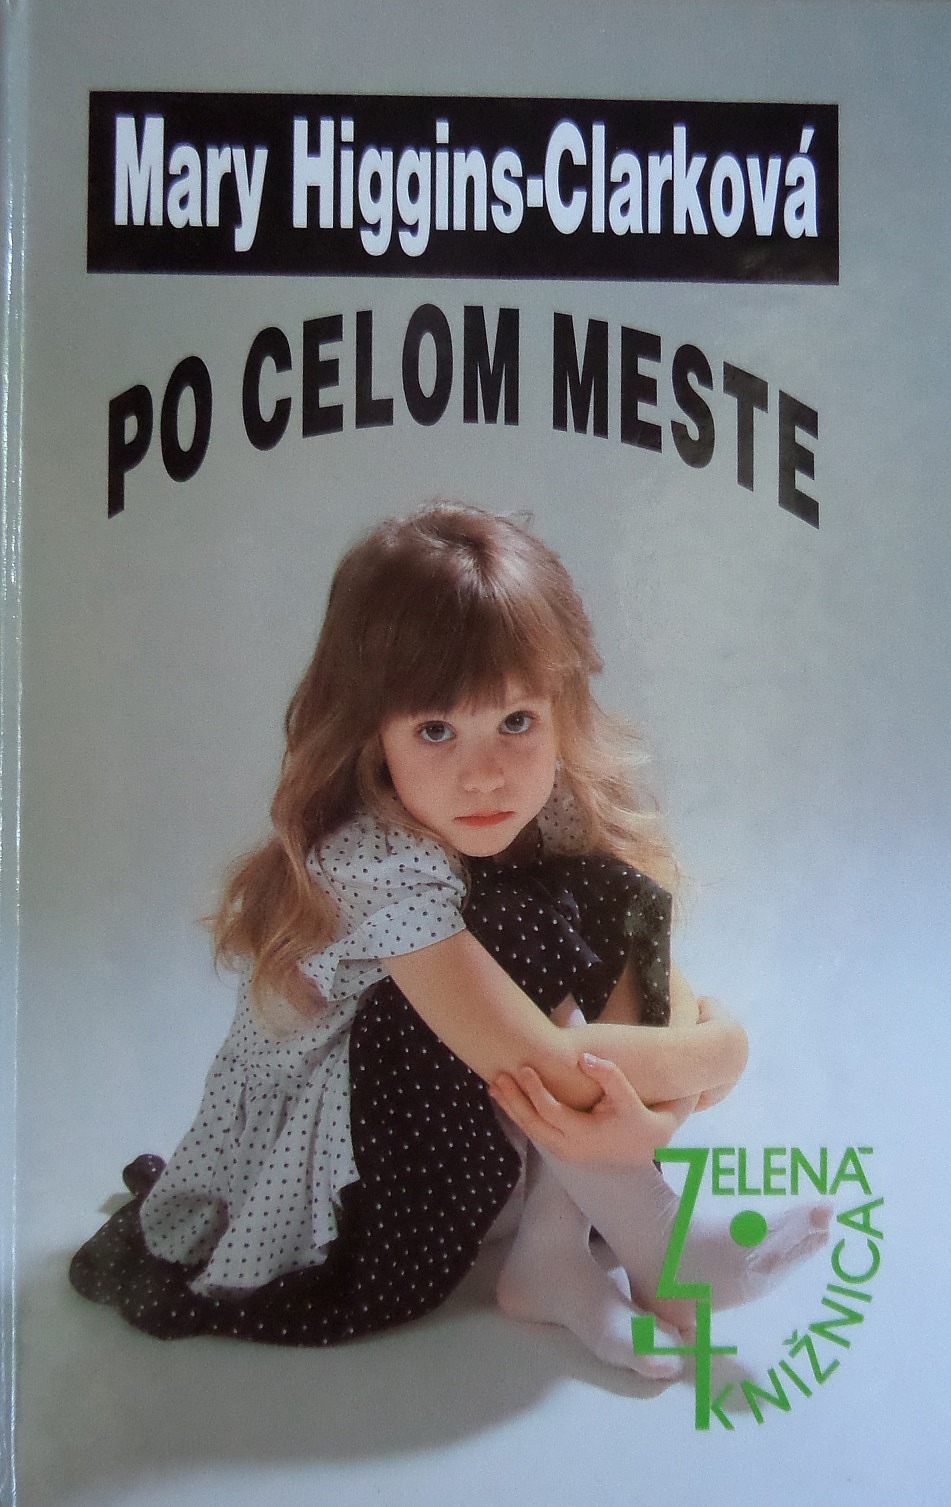 Mary Higgins-Clarková
PO CELOM MESTE
ZELENÁ
KNIŽNICA